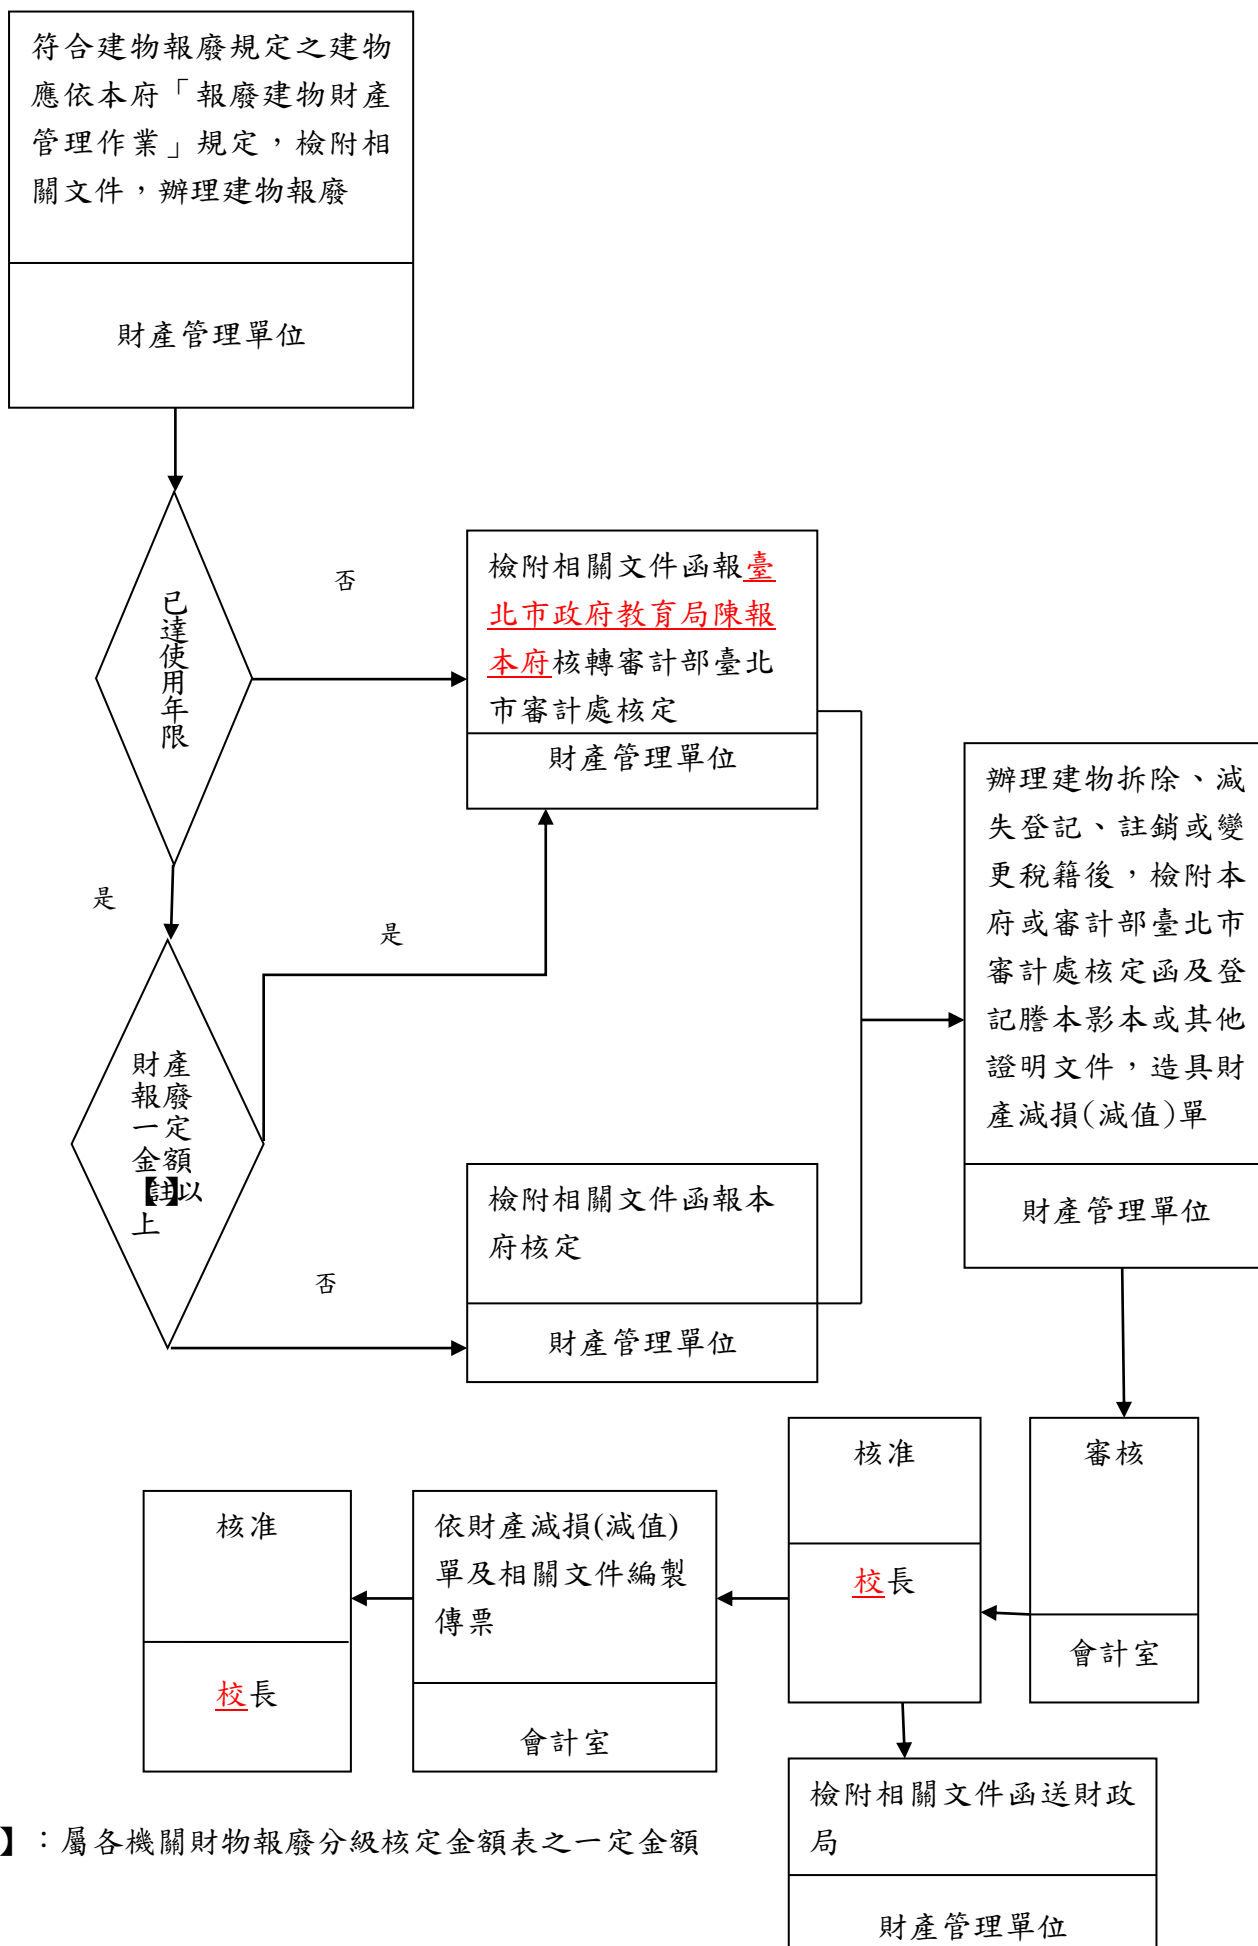 符合建物報廢規定之建物
應依本府「報廢建物財產
管理作業」規定，檢附相
關文件，辦理建物報廢
財產管理單位
已達使用年限
否
是
檢附相關文件函報臺
北市政府教育局陳報
本府核轉審計部臺北
市審計處核定
財產管理單位
是
財產
報廢
一定
金額
【註】以
上
否
檢附相關文件函報本
府核定
財產管理單位
辦理建物拆除、滅
失登記、註銷或變
更稅籍後，檢附本
府或審計部臺北市
審計處核定函及登
記謄本影本或其他
證明文件，造具財
產減損(減值)單
財產管理單位
審核
會計室
核准
校長
依財產減損(減值)
單及相關文件編製
傳票
會計室
核准
校長
檢附相關文件函送財政
局
財產管理單位
】：屬各機關財物報廢分級核定金額表之一定金額